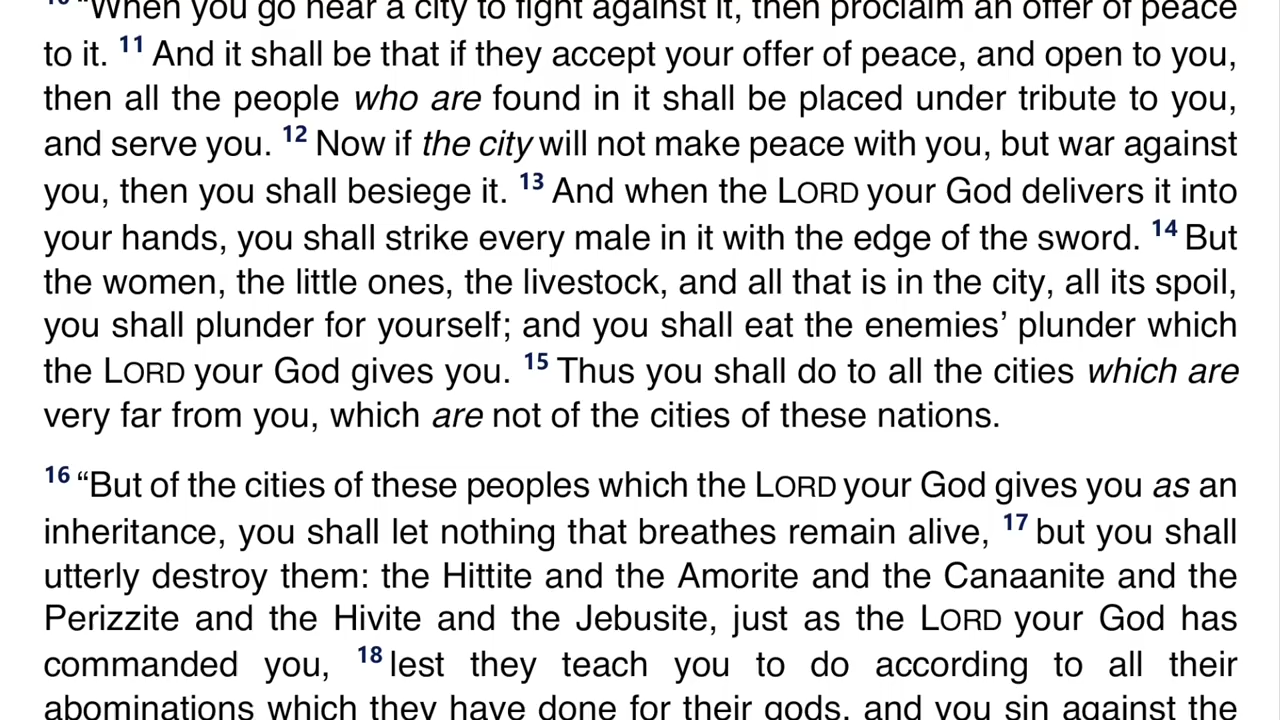 10 “When you go near a city to fight against it, then proclaim an offer of peace
to it. 11 And it shall be that if they accept your offer of peace, and open to you,
then all the people who are found in it shall be placed under tribute to you,
and serve you. 12 Now if the city will not make peace with you, but war against
you, then you shall besiege it. 13 And when the LORD your God delivers it into
your hands, you shall strike every male in it with the edge of the sword. 14 But
the women, the little ones, the livestock, and all that is in the city, all its spoil,
you shall plunder for yourself; and you shall eat the enemies’ plunder which
the LORD your God gives you. 15 Thus you shall do to all the cities which are
very far from you, which are not of the cities of these nations.
16 “But of the cities of these peoples which the LORD your God gives you as an
inheritance, you shall let nothing that breathes remain alive, 17 but you shall
utterly destroy them: the Hittite and the Amorite and the Canaanite and the
Perizzite and the Hivite and the Jebusite, just as the LORD your God has
commanded you, 18 lest they teach you to do according to all their
abominations which they have done for their gods, and you sin against the